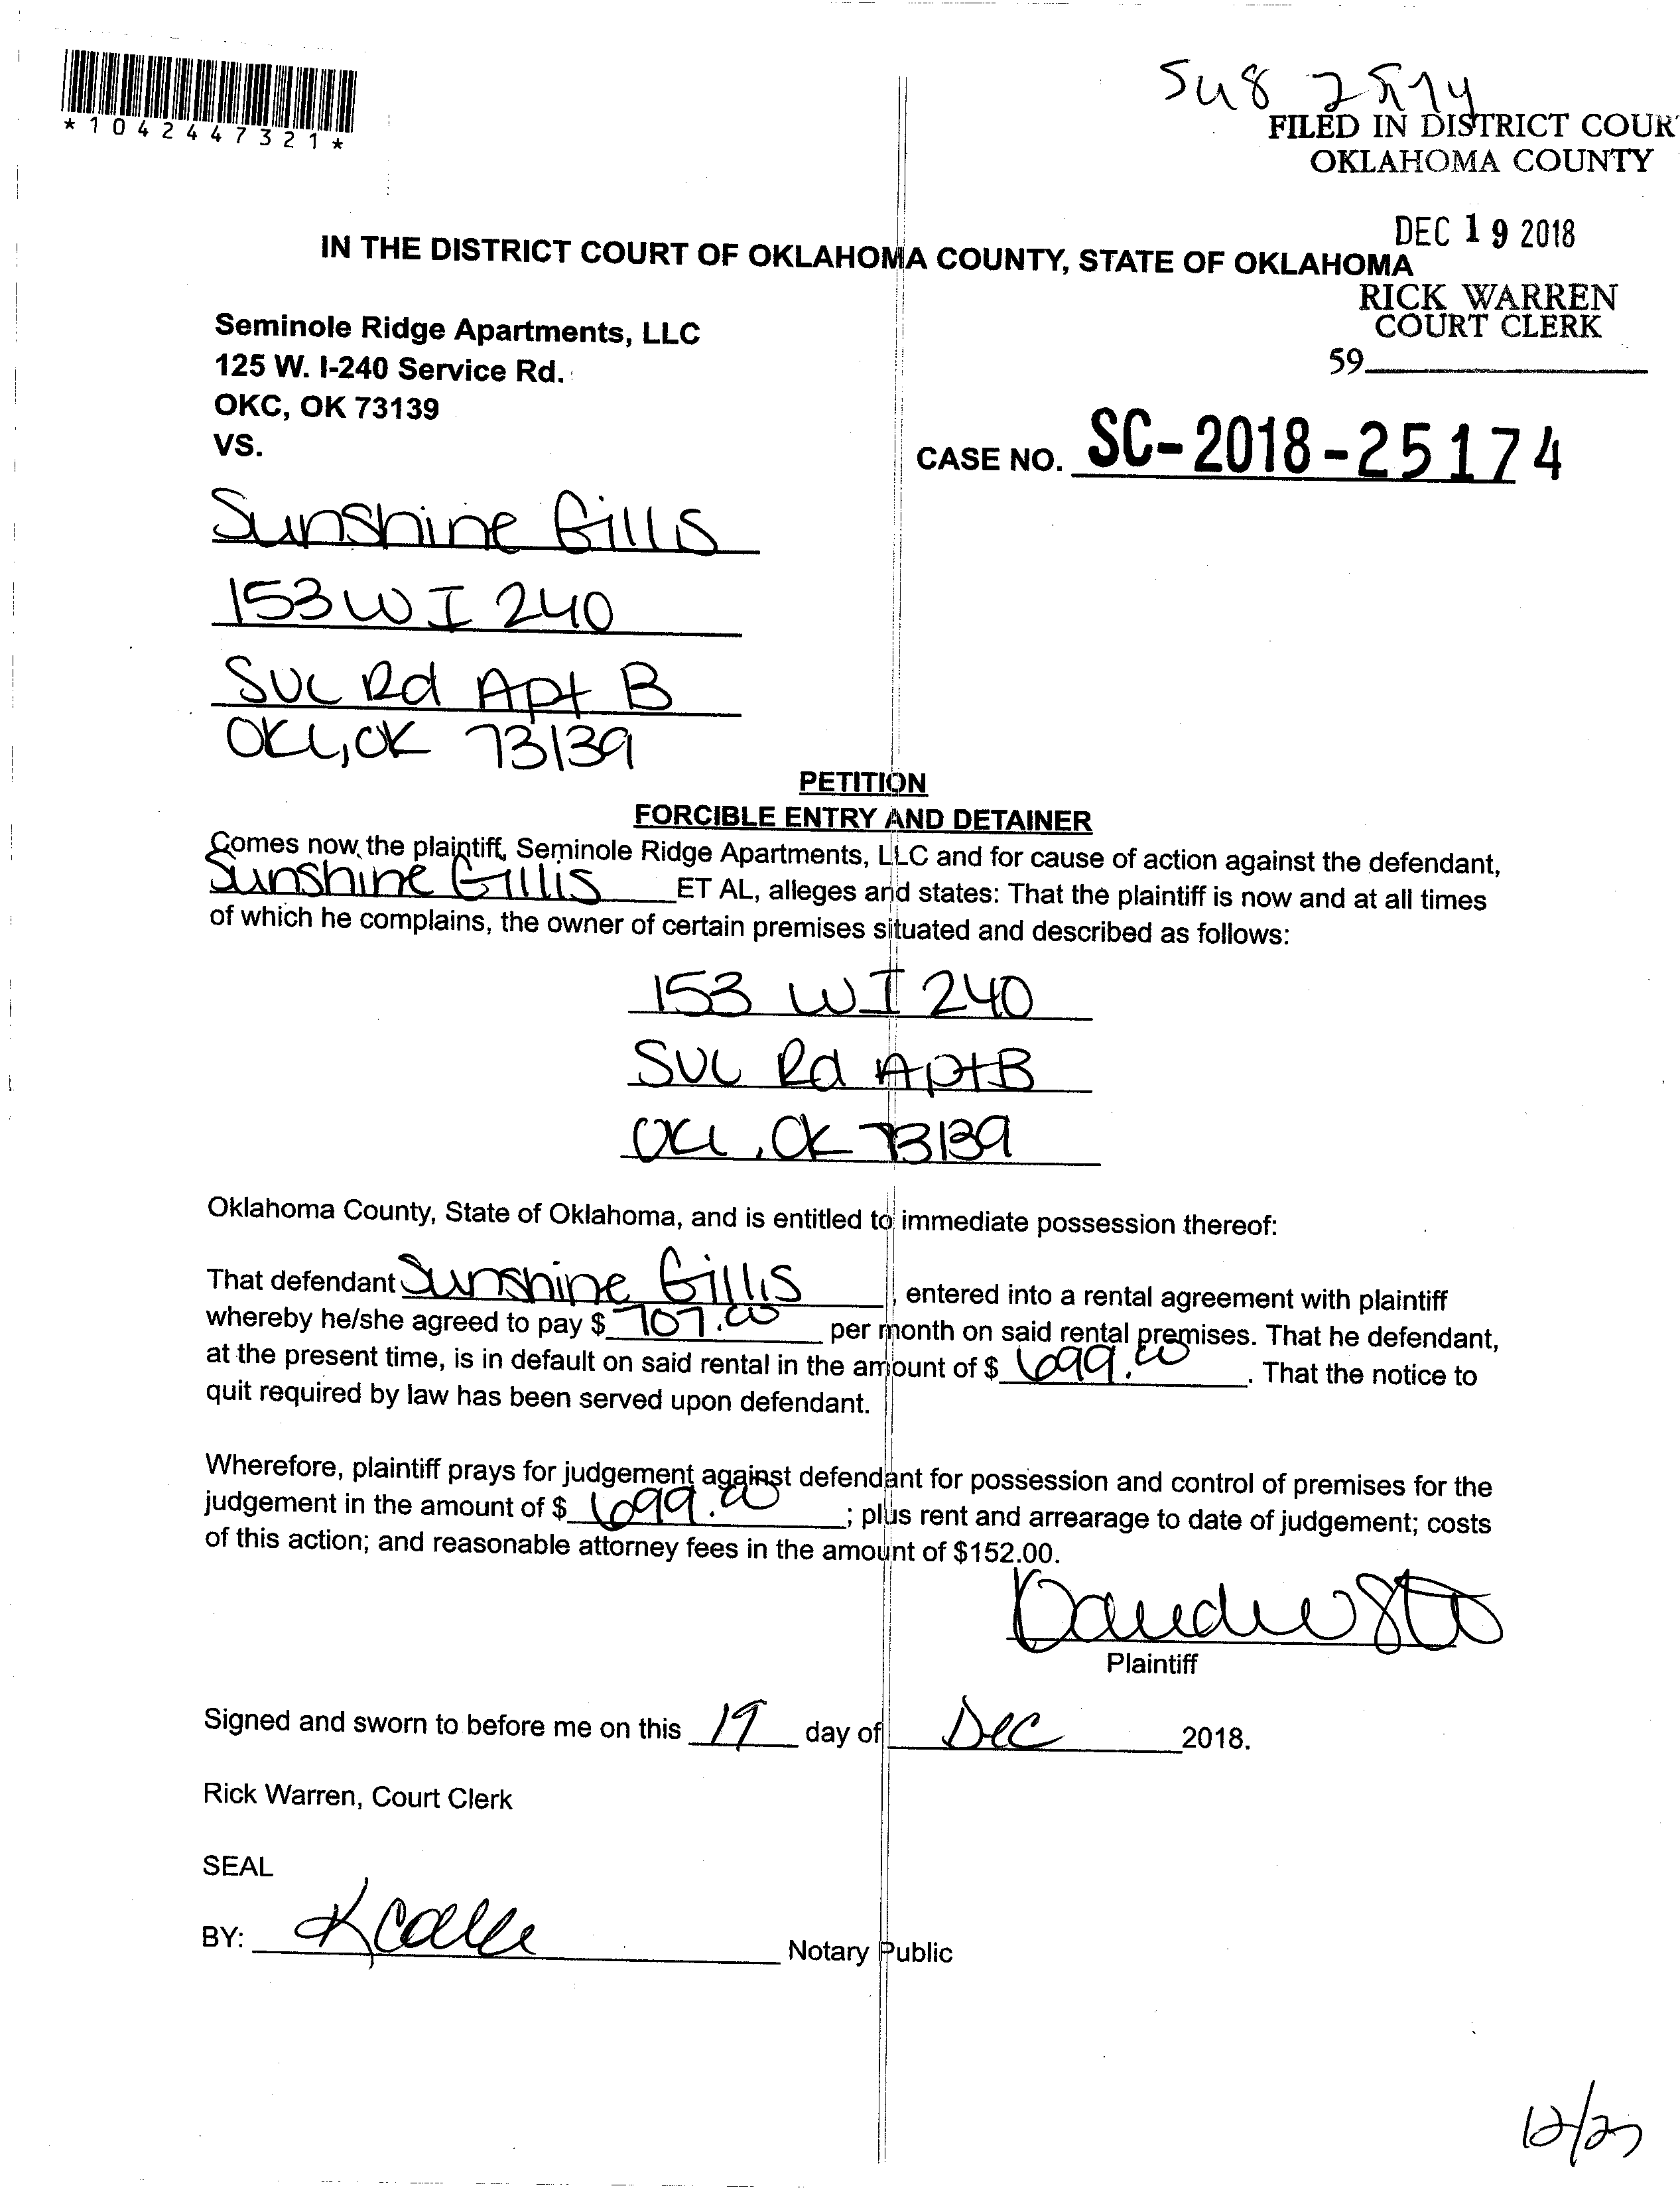 *1042447321*
FILED IN DISTRICT COUR
OKLAHOMA COUNTY
DEC 19 2018
IN THE DISTRICT COURT OF OKLAHOMA COUNTY, STATE OF OKLAHOMA
RICK WARREN
COURT CLERK
59
Seminole Ridge Apartments, LLC
125 W. I-240 Service Rd.
OKC, OK 73139
VS.
CASE NO. SC-2018-25174
Sunshine Gills
153 W I 240
SVC Rd Apt B
OKC, OK 73139
PETITION
FORCIBLE ENTRY AND DETAINER
Comes now, the plaintiff, Seminole Ridge Apartments, LLC and for cause of action against the defendant,
Sunshine Gillis ET AL, alleges and states: That the plaintiff is now and at all times
of which he complains, the owner of certain premises situated and described as follows:
153 W I 240
SVC Rd Apt B
OKC, OK 73139
Oklahoma County, State of Oklahoma, and is entitled to immediate possession thereof:
That defendant Sunshine Gillis, entered into a rental agreement with plaintiff
whereby he/she agreed to pay $ 707.00 per month on said rental premises. That he defendant,
at the present time, is in default on said rental in the amount of $ 699.00. That the notice to
quit required by law has been served upon defendant.
Wherefore, plaintiff prays for judgement against defendant for possession and control of premises for the
judgement in the amount of $ 699.00; plus rent and arrearage to date of judgement; costs
of this action; and reasonable attorney fees in the amount of $152.00.
Plaintiff
Signed and sworn to before me on this 19 day of Dec 2018.
Rick Warren, Court Clerk
SEAL
BY: Notary Public